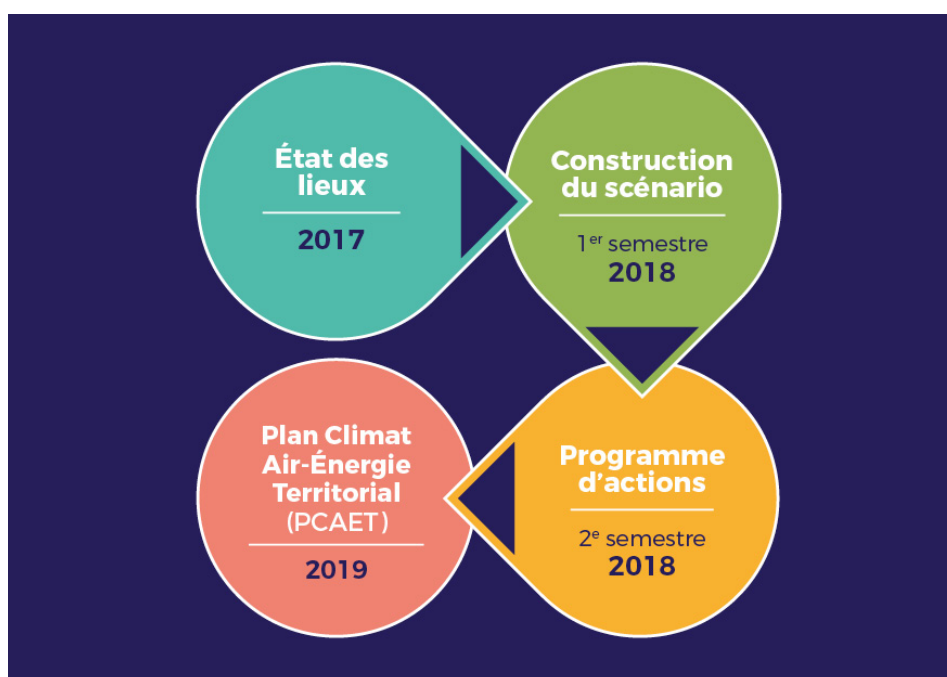 État des
lieux
2017
Construction
du scénario
1er semestre
2018
Programme
d'actions
2e semestre
2018
Plan Climat
Air-Énergie
Territorial
(PCAET)
2019